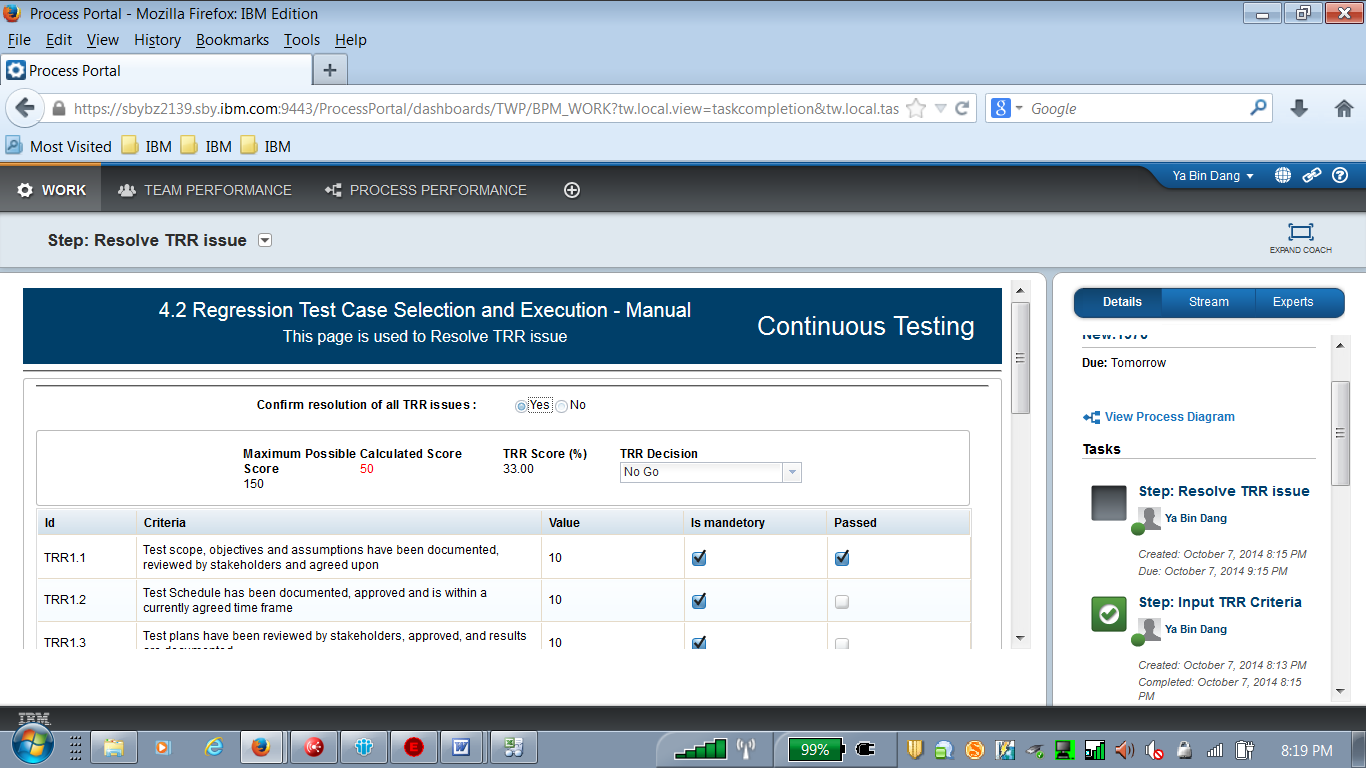 Process Portal - Mozilla Firefox: IBM Edition
File Edit View History Bookmarks Tools Help
Process Portal
https://sbybz2139.sby.ibm.com:9443/ProcessPortal/dashboards/TWP/BPM_WORK?tw.local.view=taskcompletion&tw.local.tas
Google
Most Visited IBM IBM IBM
WORK TEAM PERFORMANCE PROCESS PERFORMANCE
Ya Bin Dang
Step: Resolve TRR issue
EXPAND COACH
4.2 Regression Test Case Selection and Execution - Manual
This page is used to Resolve TRR issue
Continuous Testing
Confirm resolution of all TRR issues : Yes No
Maximum Possible Score
150
Calculated Score
50
TRR Score (%)
33.00
TRR Decision
No Go
Id Criteria Value Is mandetory Passed
TRR1.1 Test scope, objectives and assumptions have been documented,
reviewed by stakeholders and agreed upon 10
TRR1.2 Test Schedule has been documented, approved and is within a
currently agreed time frame 10
TRR1.3 Test plans have been reviewed by stakeholders, approved, and results
are documented 10
Details Stream Experts
New:1976
Due: Tomorrow
View Process Diagram
Tasks
Step: Resolve TRR issue
Ya Bin Dang
Created: October 7, 2014 8:15 PM
Due: October 7, 2014 9:15 PM
Step: Input TRR Criteria
Ya Bin Dang
Created: October 7, 2014 8:13 PM
Completed: October 7, 2014 8:15
PM
IBM
99%
8:19 PM